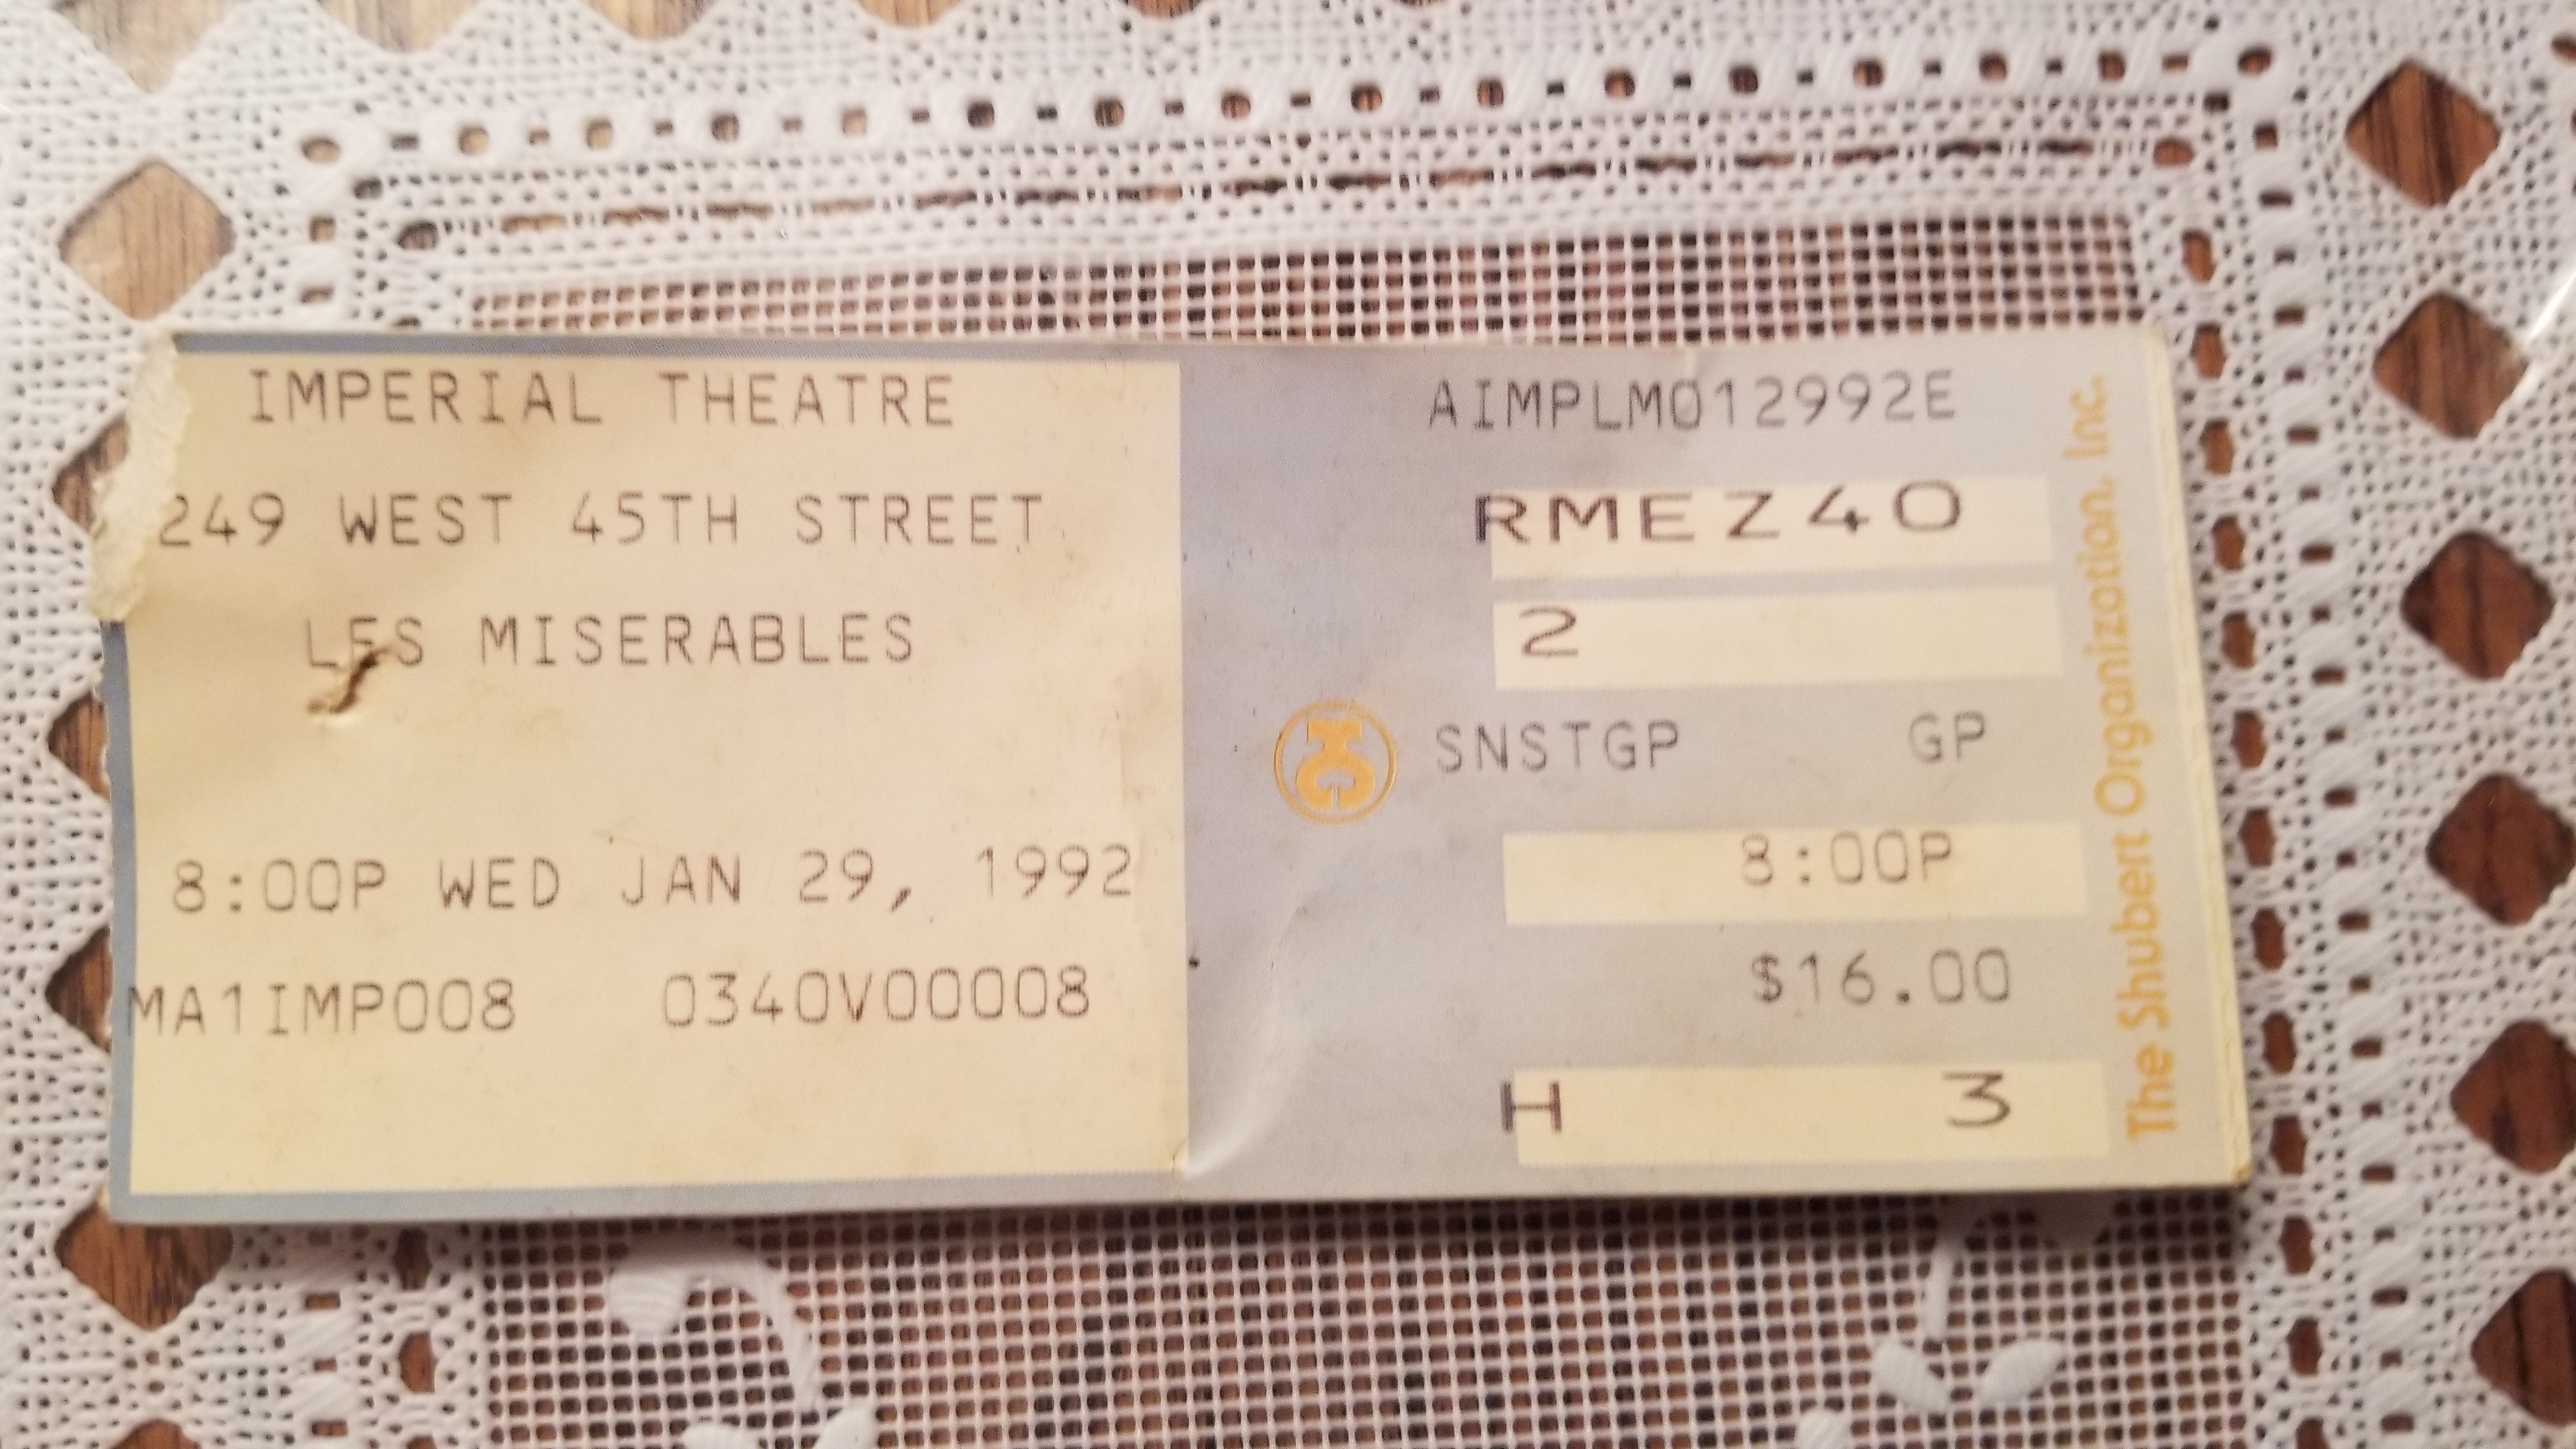 IMPERIAL THEATRE
249 WEST 45TH STREET
LES MISERABLES
8:00P WED JAN 29, 1992
MA1IMP008 0340V00008
AIMPLM012992E
RMEZ40
2
SNSTGP GP
8:00P
$16.00
H 3
The Shubert Organization, Inc.